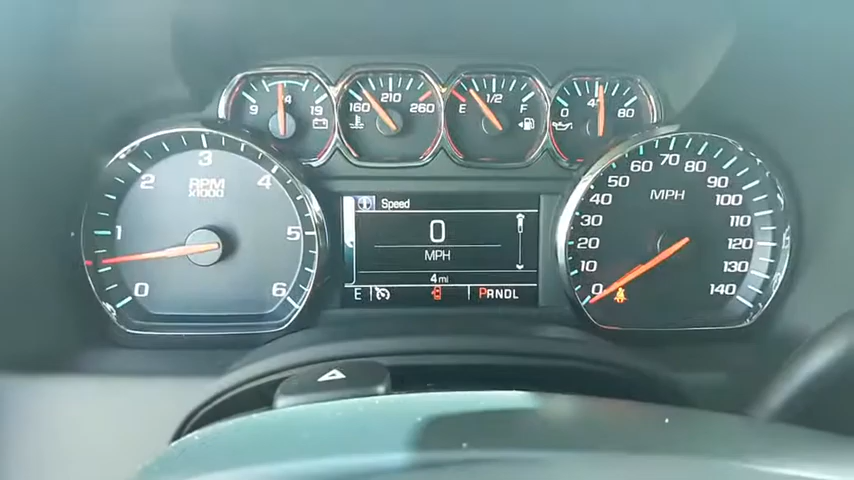 9 14 19
160 210 260
E 1/2 F
0 40 80
0 1 2 3 4 5 6
RPM
X1000
Speed
0
MPH
4 mi
E
PRNDL
0 10 20 30 40 50 60 70 80 90 100 110 120 130 140
MPH